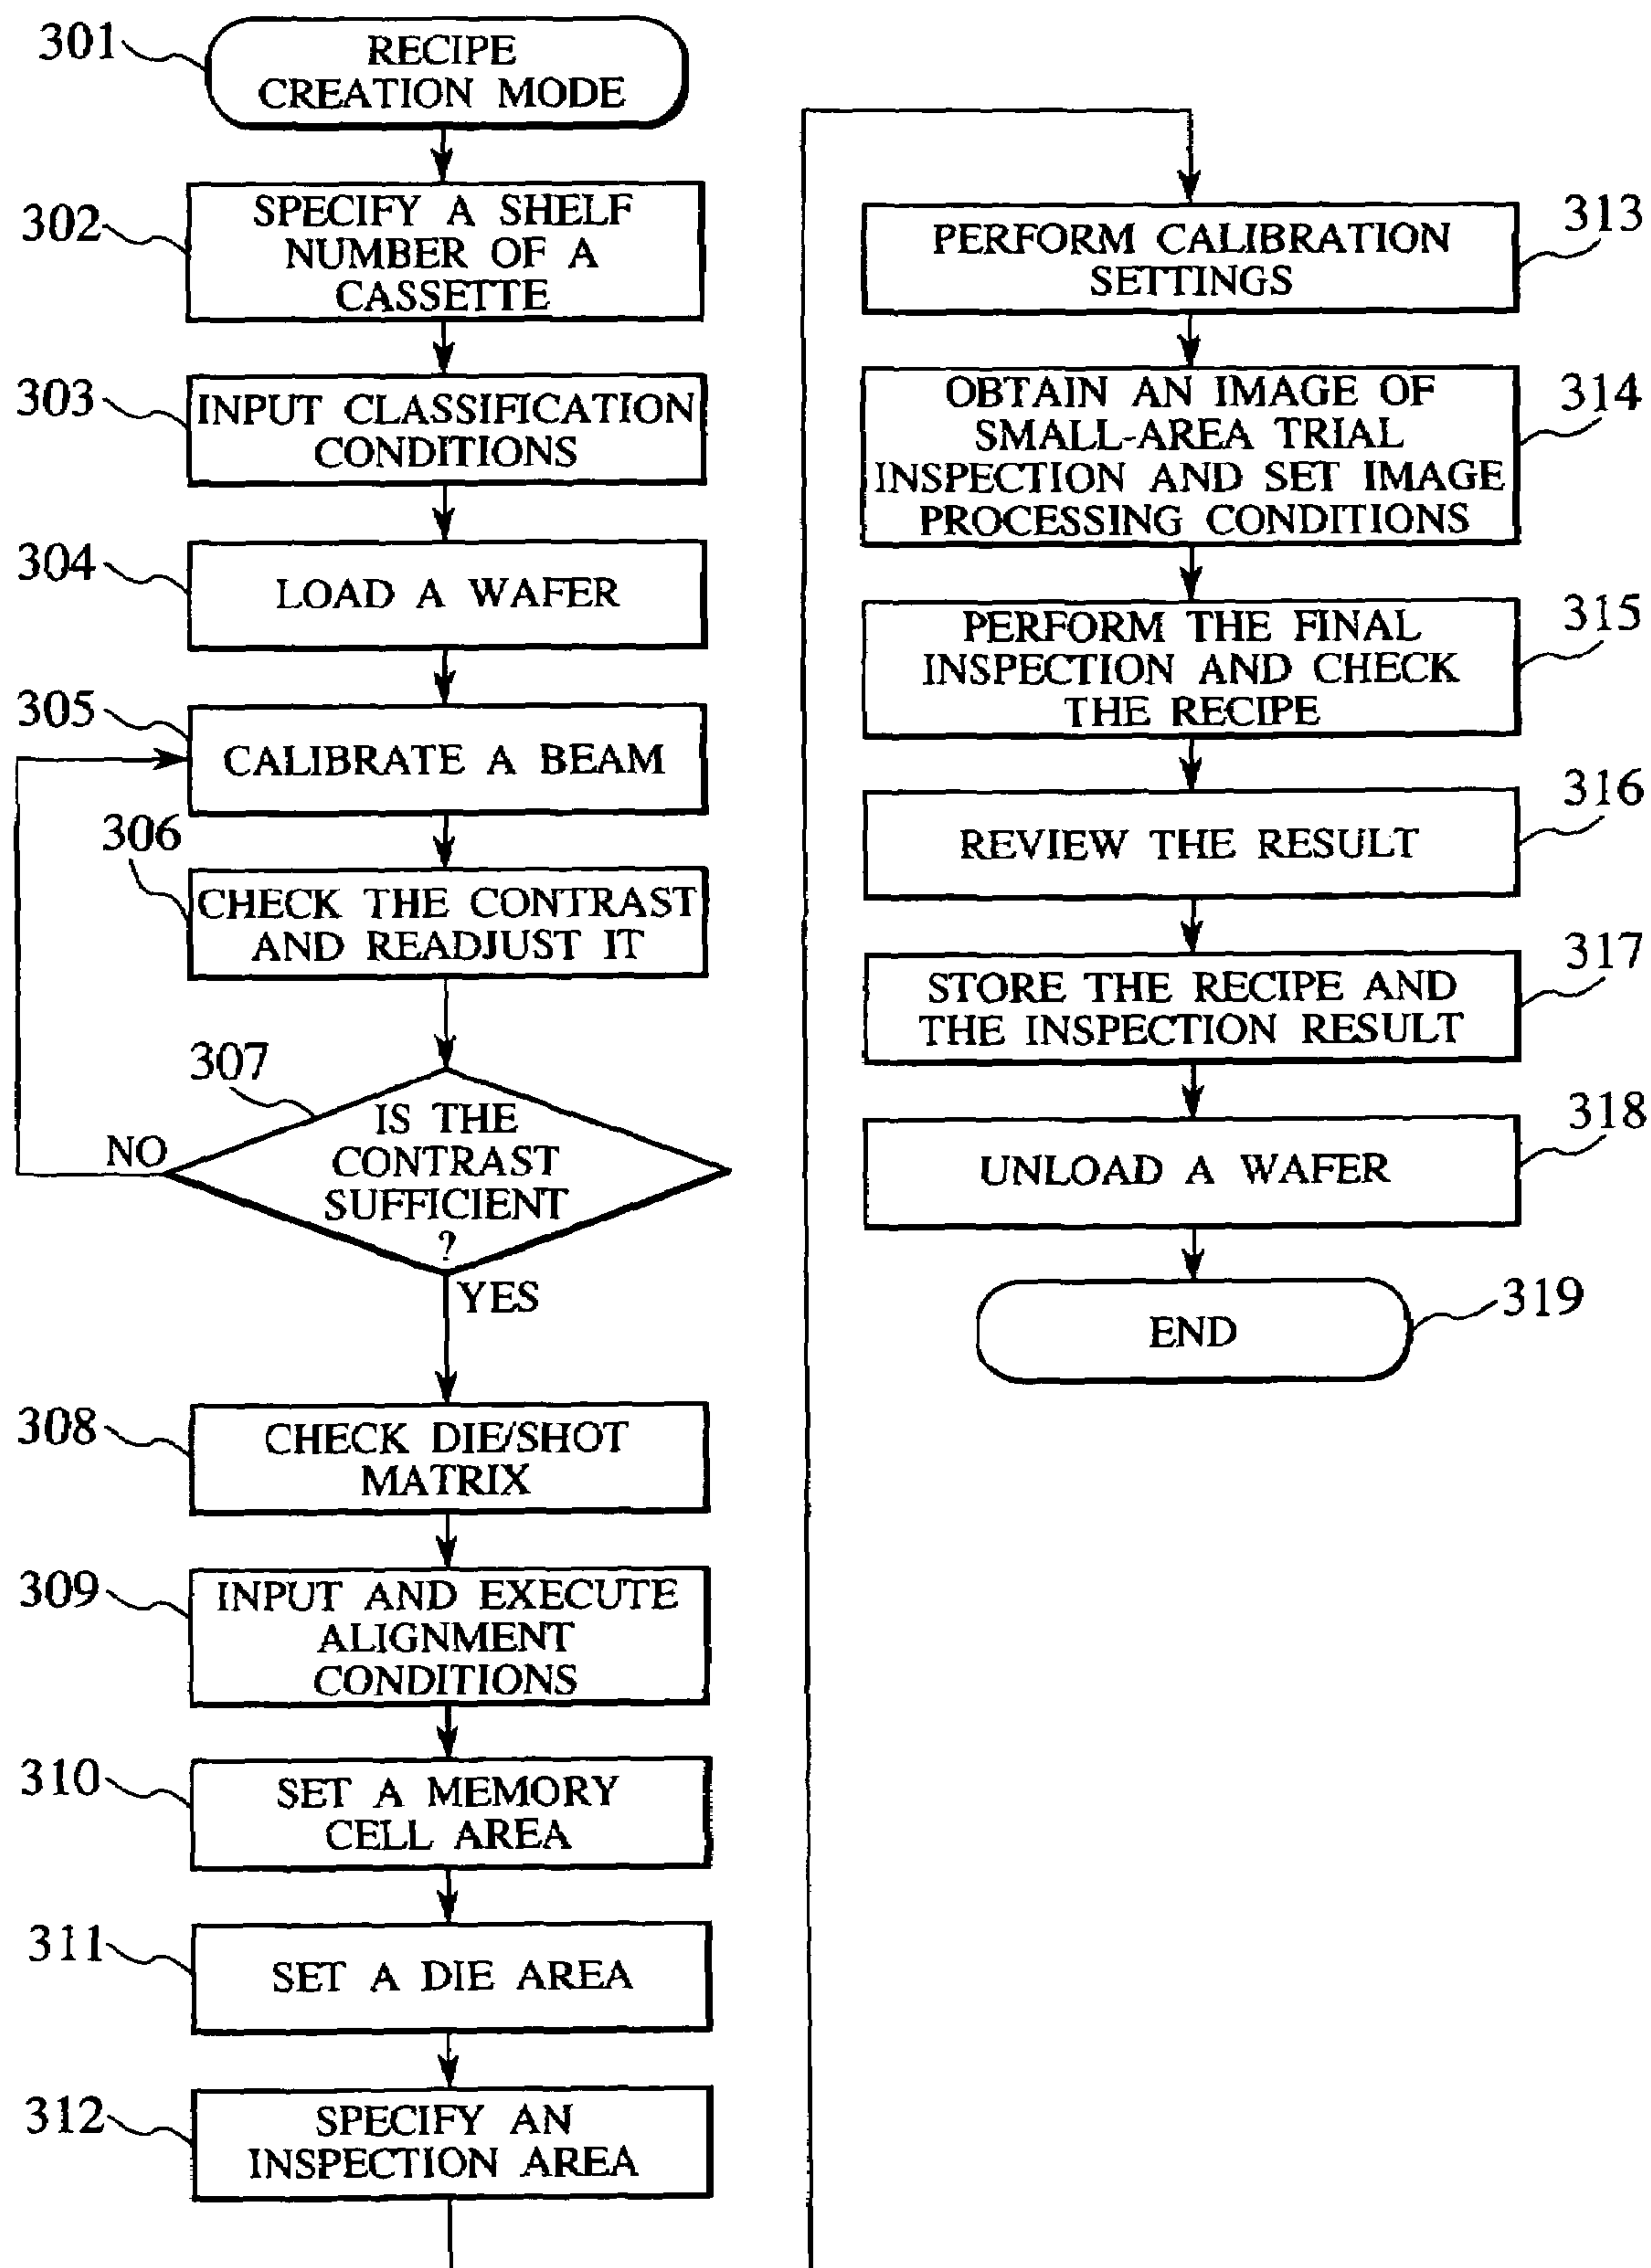 301
RECIPE
CREATION MODE
302
SPECIFY A SHELF
NUMBER OF A
CASSETTE
303
INPUT CLASSIFICATION
CONDITIONS
304
LOAD A WAFER
305
CALIBRATE A BEAM
306
CHECK THE CONTRAST
AND READJUST IT
307
IS THE
CONTRAST
SUFFICIENT
?
NO
YES
308
CHECK DIE/SHOT
MATRIX
309
INPUT AND EXECUTE
ALIGNMENT
CONDITIONS
310
SET A MEMORY
CELL AREA
311
SET A DIE AREA
312
SPECIFY AN
INSPECTION AREA
313
PERFORM CALIBRATION
SETTINGS
314
OBTAIN AN IMAGE OF
SMALL-AREA TRIAL
INSPECTION AND SET IMAGE
PROCESSING CONDITIONS
315
PERFORM THE FINAL
INSPECTION AND CHECK
THE RECIPE
316
REVIEW THE RESULT
317
STORE THE RECIPE AND
THE INSPECTION RESULT
318
UNLOAD A WAFER
319
END